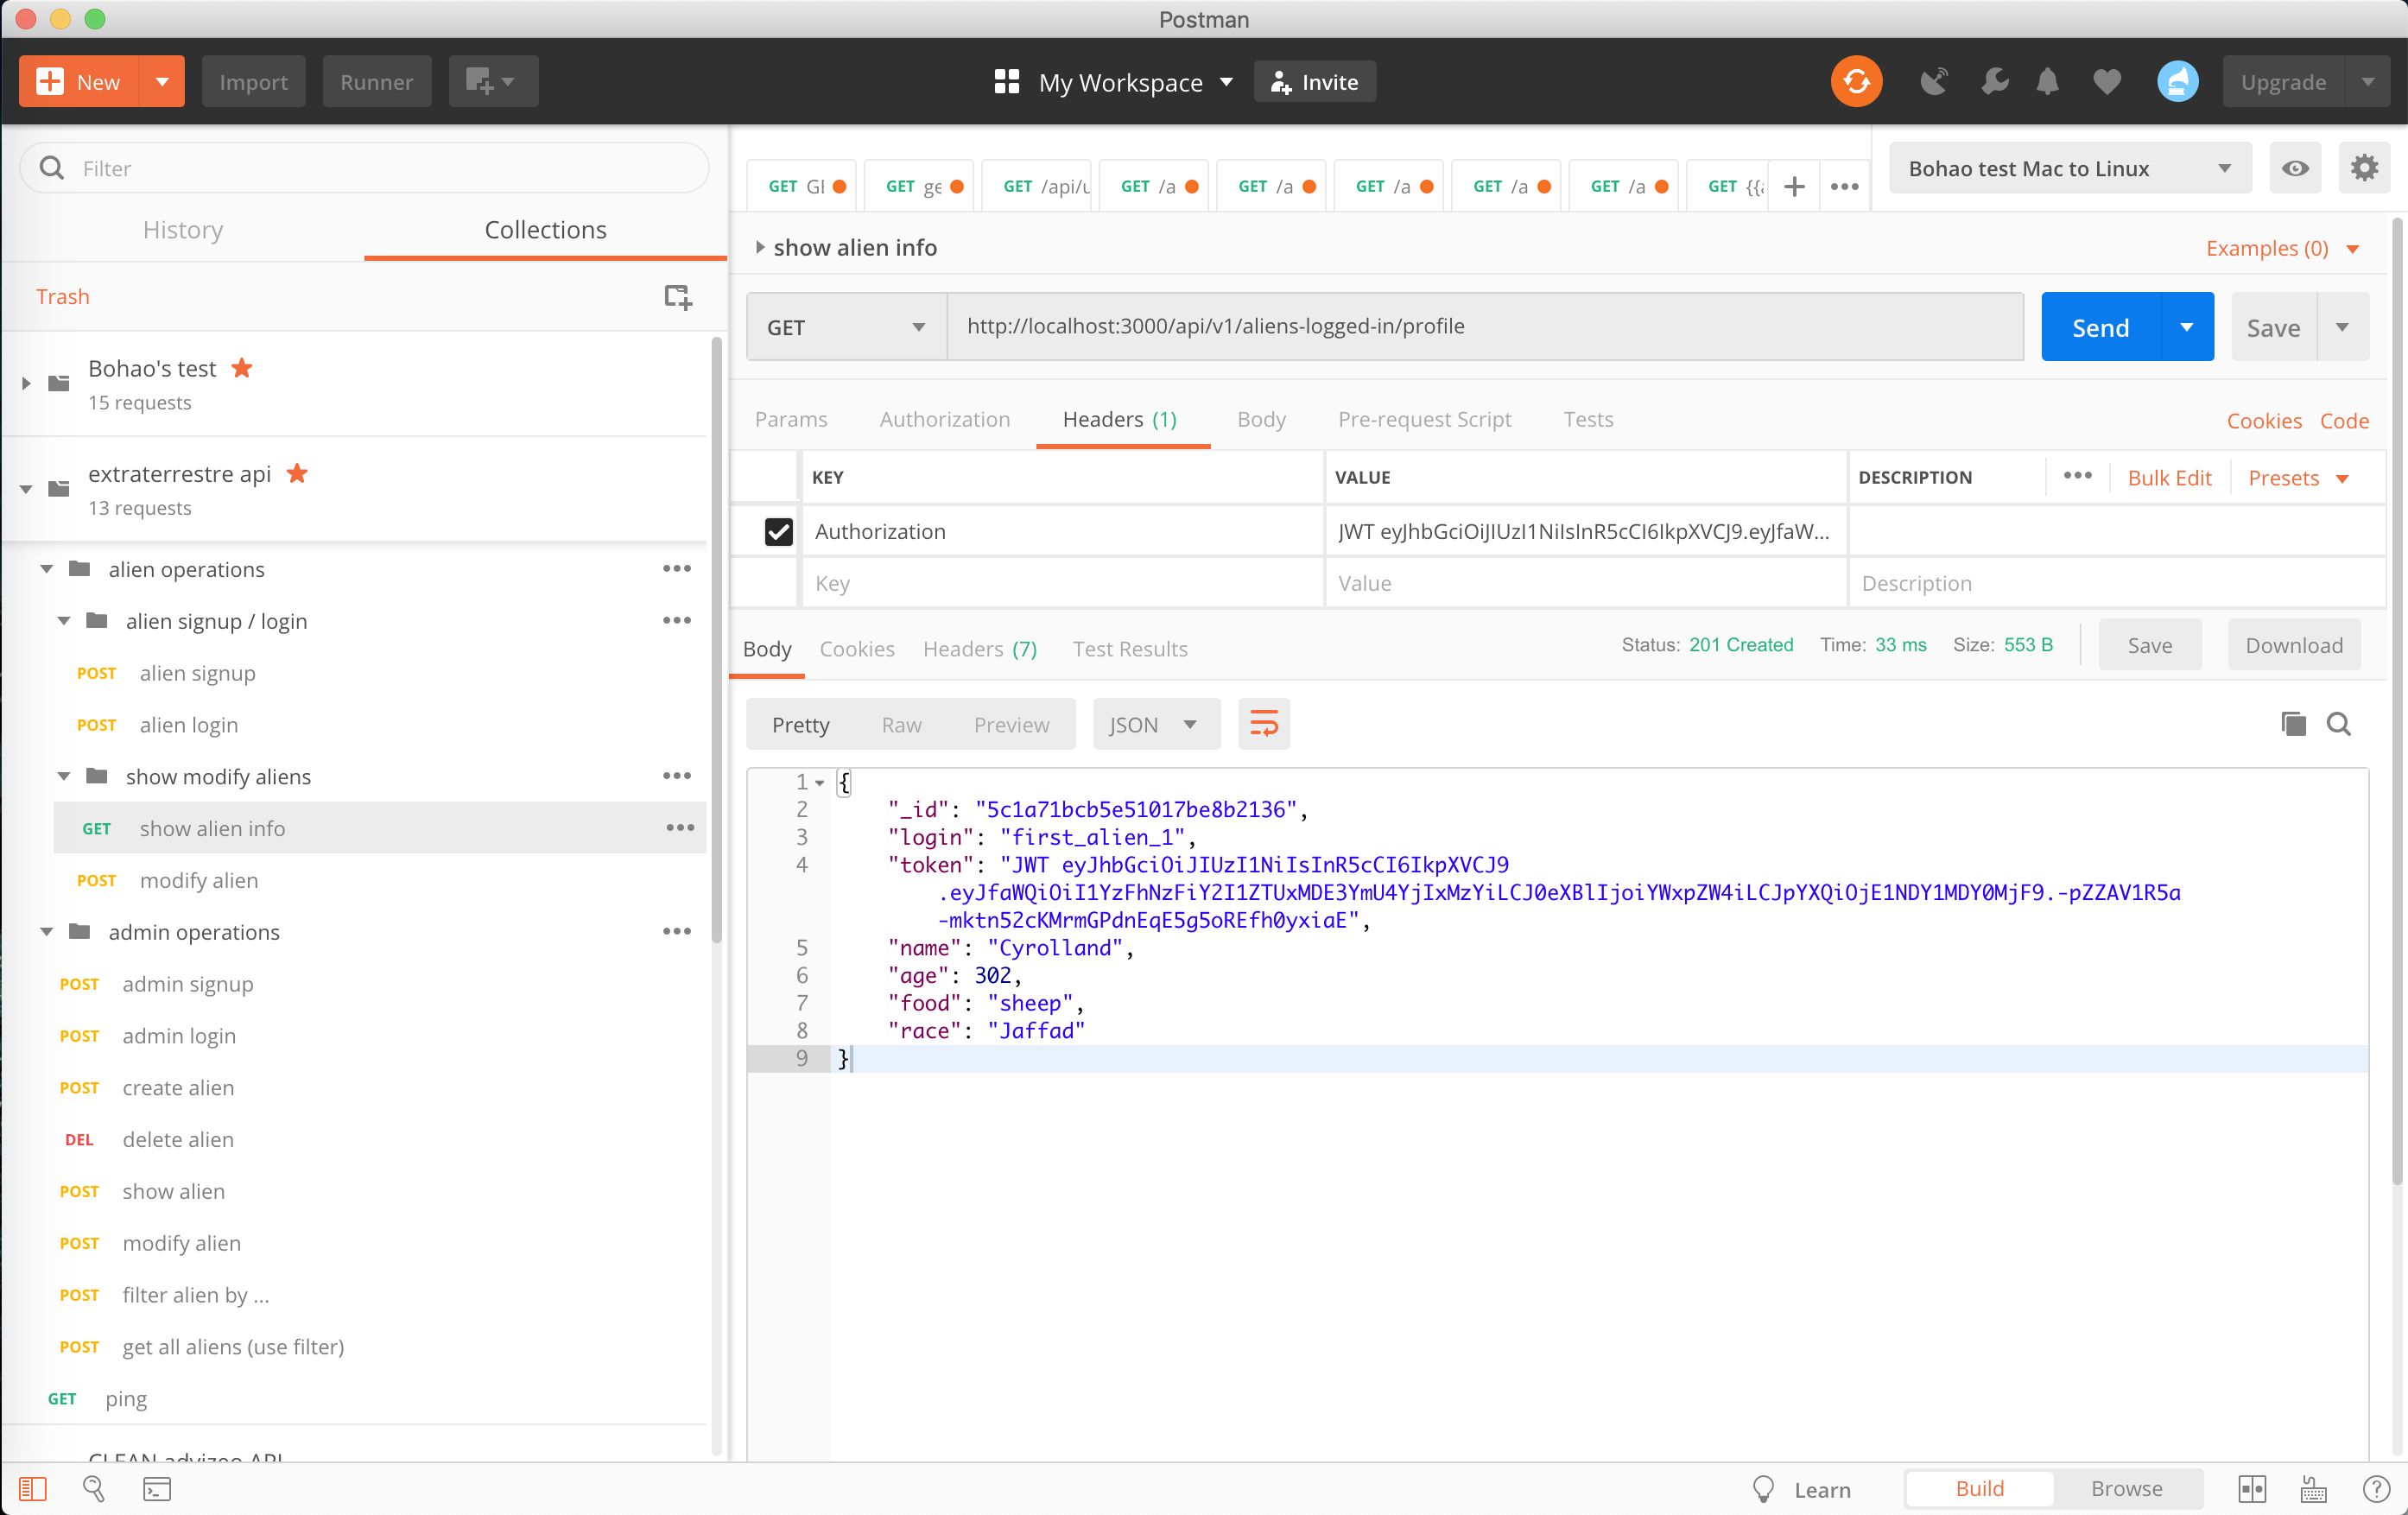 Postman
New
Import
Runner
My Workspace
Invite
Upgrade
Filter
History
Collections
Trash
Bohao's test
15 requests
extraterrestre api
13 requests
alien operations
alien signup / login
POST alien signup
POST alien login
show modify aliens
GET show alien info
POST modify alien
admin operations
POST admin signup
POST admin login
POST create alien
DEL delete alien
POST show alien
POST modify alien
POST filter alien by ...
POST get all aliens (use filter)
GET ping
CLEAN advizeo API
GET GI GET ge GET /api/u GET /a GET /a GET /a GET /a GET /a GET {{a
Bohao test Mac to Linux
show alien info
Examples (0)
GET
http://localhost:3000/api/v1/aliens-logged-in/profile
Send
Save
Params Authorization Headers (1) Body Pre-request Script Tests
Cookies Code
KEY VALUE DESCRIPTION
Bulk Edit Presets
Authorization JWT eyJhbGciOiJIUzI1NiIsInR5cCI6IkpXVCJ9.eyJfaW...
Key Value Description
Body Cookies Headers (7) Test Results
Status: 201 Created Time: 33 ms Size: 553 B
Save Download
Pretty Raw Preview JSON
1 {
2 "_id": "5c1a71bcb5e51017be8b2136",
3 "login": "first_alien_1",
4 "token": "JWT eyJhbGciOiJIUzI1NiIsInR5cCI6IkpXVCJ9
.eyJfaWQiOiI1YzFhNzFiY2I1ZTUxMDE3YmU4YjIxMzYiLCJ0eXBlIjoiYWxpZW4iLCJpYXQiOjE1NDY1MDY0MjF9.-pZZAV1R5a
-mktn52cKMrmGPdnEqE5g5oREfh0yxiaE",
5 "name": "Cyrolland",
6 "age": 302,
7 "food": "sheep",
8 "race": "Jaffad"
9 }
Learn
Build
Browse